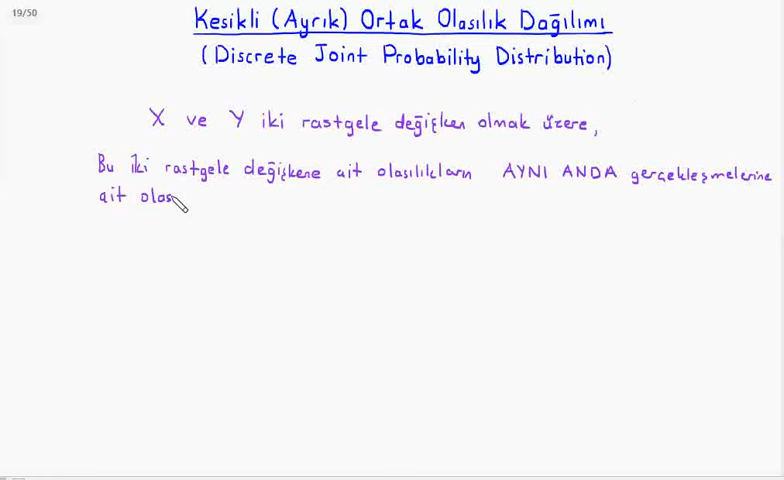 19/50
Kesikli (Ayrık) Ortak Olasılık Dağılımı
(Discrete Joint Probability Distribution)
X ve Y iki rastgele değişken olmak üzere,
Bu iki rastgele değişkene ait olasılıkların AYNI ANDA gerçekleşmelerine
ait olas